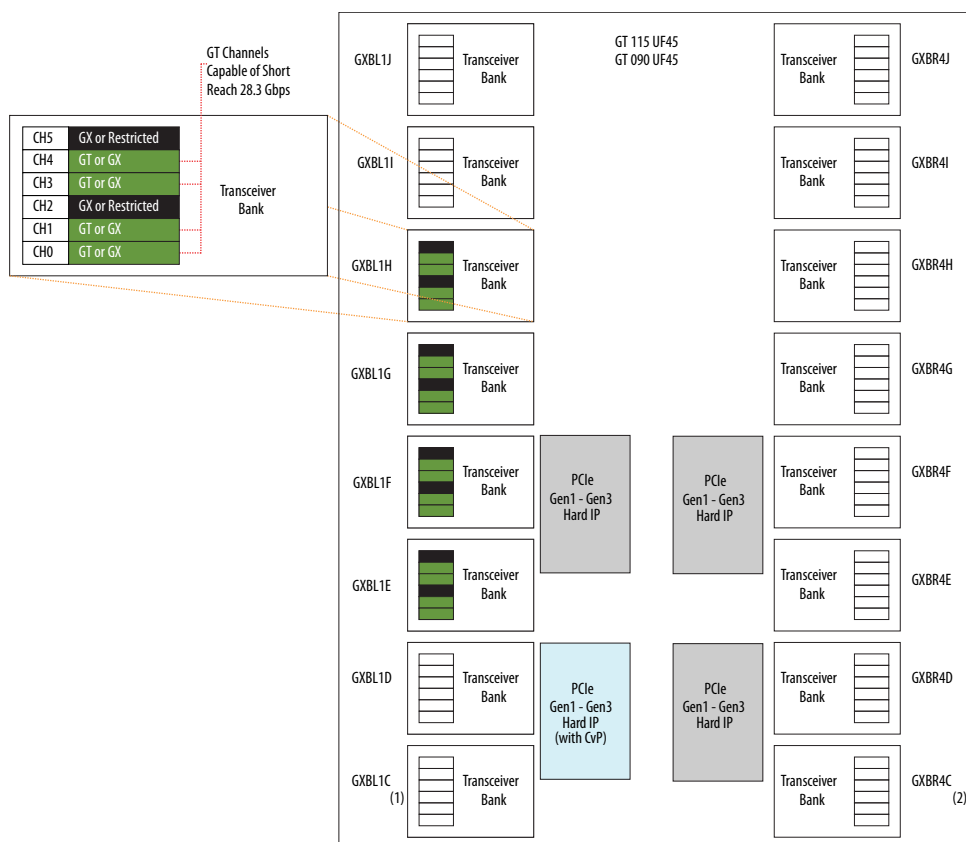 GT 115 UF45
GT 090 UF45
GT Channels
Capable of Short
Reach 28.3 Gbps
CH5 GX or Restricted
CH4 GT or GX
CH3 GT or GX
CH2 GX or Restricted
CH1 GT or GX
CH0 GT or GX
Transceiver
Bank
GXBL1J
Transceiver
Bank
Transceiver
Bank
GXBR4J
GXBL1I
Transceiver
Bank
Transceiver
Bank
GXBR4I
GXBL1H
Transceiver
Bank
Transceiver
Bank
GXBR4H
GXBL1G
Transceiver
Bank
Transceiver
Bank
GXBR4G
GXBL1F
Transceiver
Bank
PCIe
Gen1 - Gen3
Hard IP
PCIe
Gen1 - Gen3
Hard IP
Transceiver
Bank
GXBR4F
GXBL1E
Transceiver
Bank
Transceiver
Bank
GXBR4E
GXBL1D
Transceiver
Bank
PCIe
Gen1 - Gen3
Hard IP
(with CvP)
PCIe
Gen1 - Gen3
Hard IP
Transceiver
Bank
GXBR4D
GXBL1C
(1)
Transceiver
Bank
Transceiver
Bank
GXBR4C
(2)